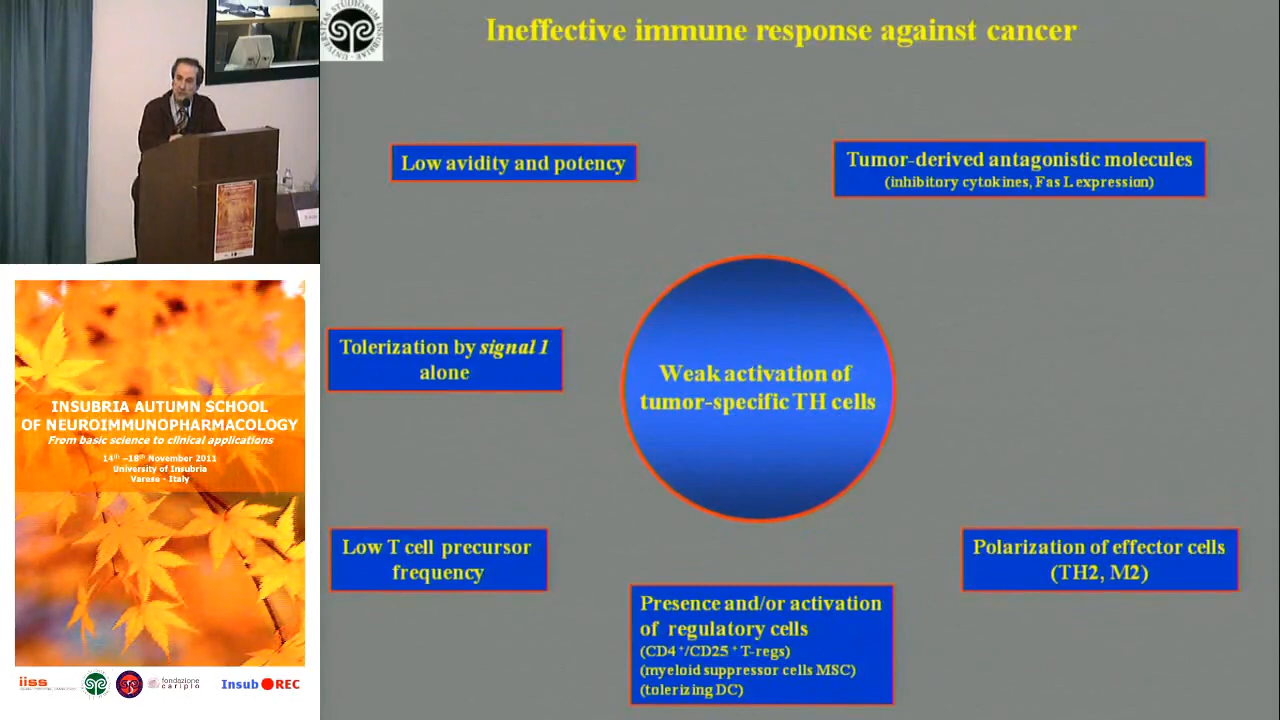 UNIVERSITAS STUDIORUM INSUBRIAE
Ineffective immune response against cancer
Low avidity and potency
Tumor-derived antagonistic molecules
(inhibitory cytokines, Fas L expression)
Tolerization by signal 1
alone
Weak activation of
tumor-specific TH cells
Low T cell precursor
frequency
Presence and/or activation
of regulatory cells
(CD4⁺/CD25⁺ T-regs)
(myeloid suppressor cells MSC)
(tolerizing DC)
Polarization of effector cells
(TH2, M2)
INSUBRIA AUTUMN SCHOOL
OF NEUROIMMUNOPHARMACOLOGY
From basic science to clinical applications
14th –18th November 2011
University of Insubria
Varese - Italy
iiss
fondazione
cariplo
Insub REC